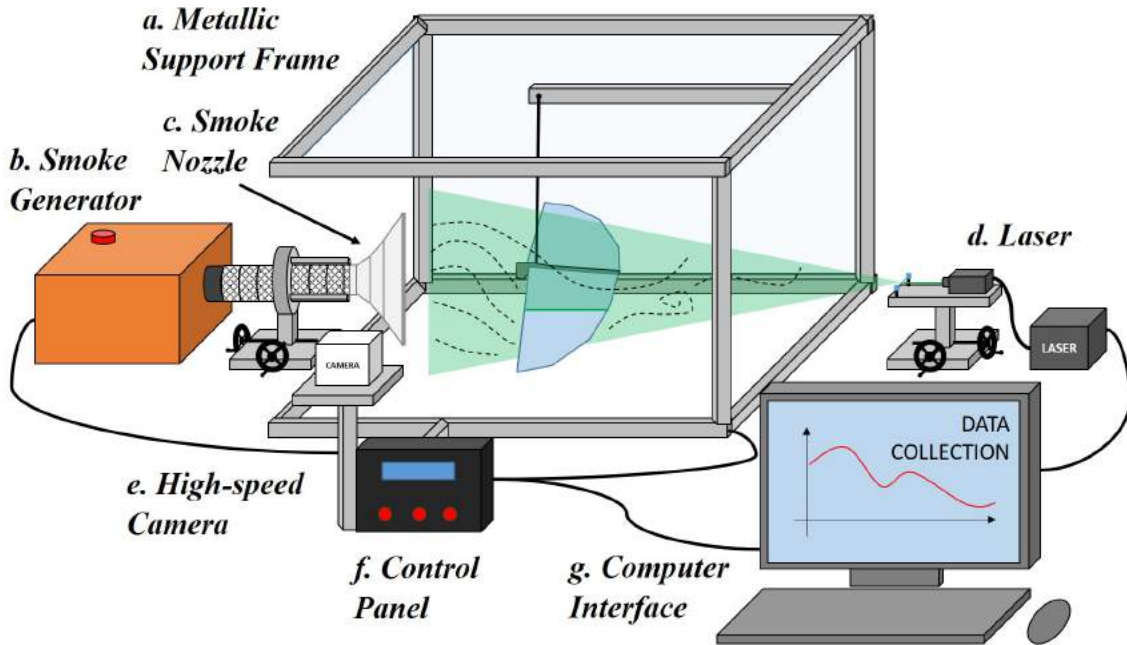 a. Metallic
Support Frame
c. Smoke
Nozzle
b. Smoke
Generator
d. Laser
LASER
CAMERA
DATA
COLLECTION
e. High-speed
Camera
f. Control
Panel
g. Computer
Interface